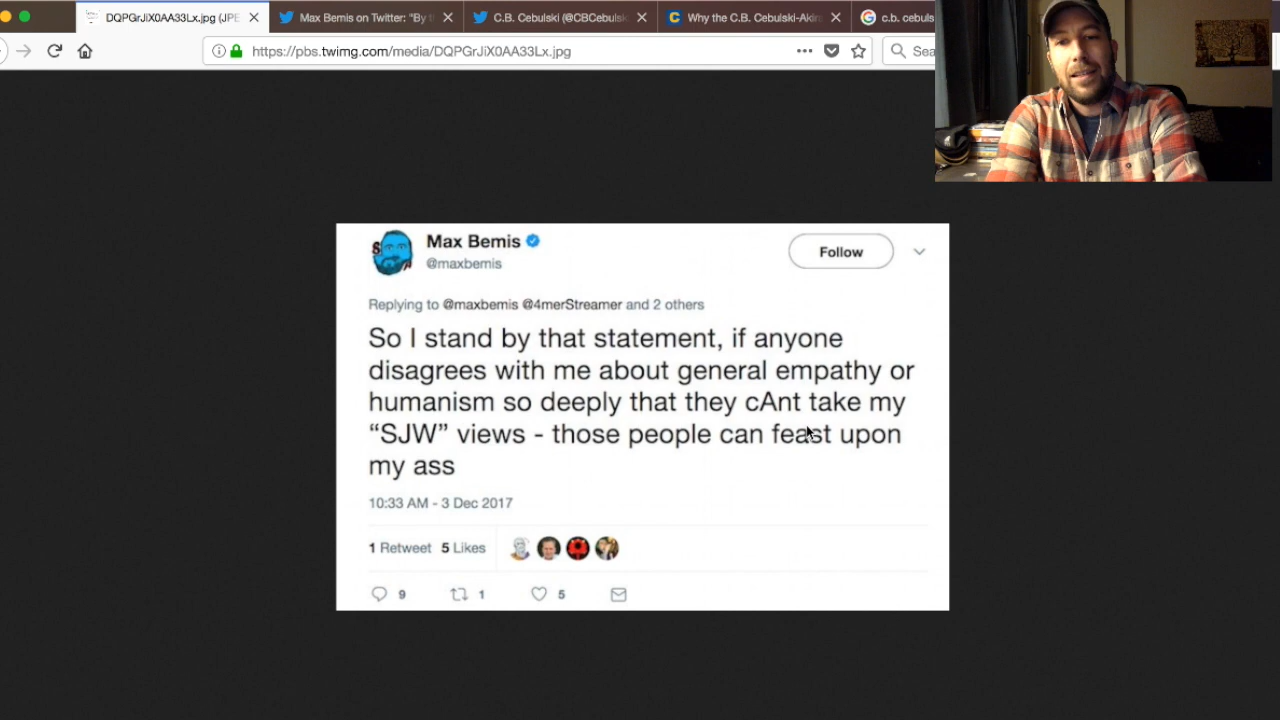 DQPGrJiX0AA33Lx.jpg (JPE
Max Bemis on Twitter: "By t
C.B. Cebulski (@CBCebulsk
Why the C.B. Cebulski-Akira
c.b. cebuls
https://pbs.twimg.com/media/DQPGrJiX0AA33Lx.jpg
Sea
Max Bemis
Follow
@maxbemis
Replying to @maxbemis @4merStreamer and 2 others
So I stand by that statement, if anyone
disagrees with me about general empathy or
humanism so deeply that they cAnt take my
“SJW” views - those people can feast upon
my ass
10:33 AM - 3 Dec 2017
1 Retweet 5 Likes
9 1 5